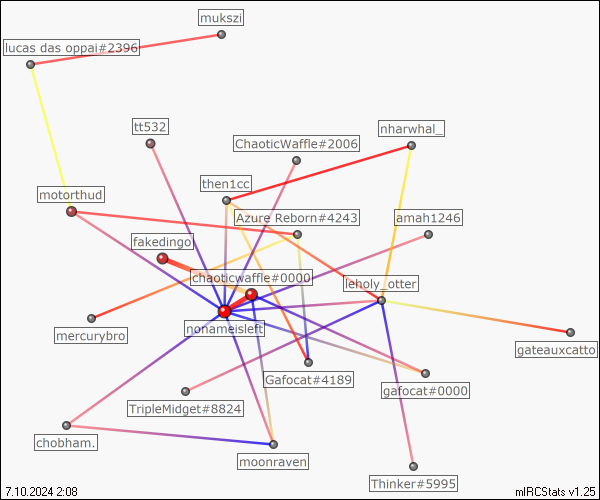 mukszi
lucas das oppai#2396
tt532
nharwhal_
ChaoticWaffle#2006
then1cc
motorthud
Azure Reborn#4243
amah1246
fakedingo
chaoticwaffle#0000
leholy_otter
nonameisleft
mercurybro
gateauxcatto
Gafocat#4189
gafocat#0000
TripleMidget#8824
chobham.
moonraven
Thinker#5995
7.10.2024 2:08
mIRCStats v1.25